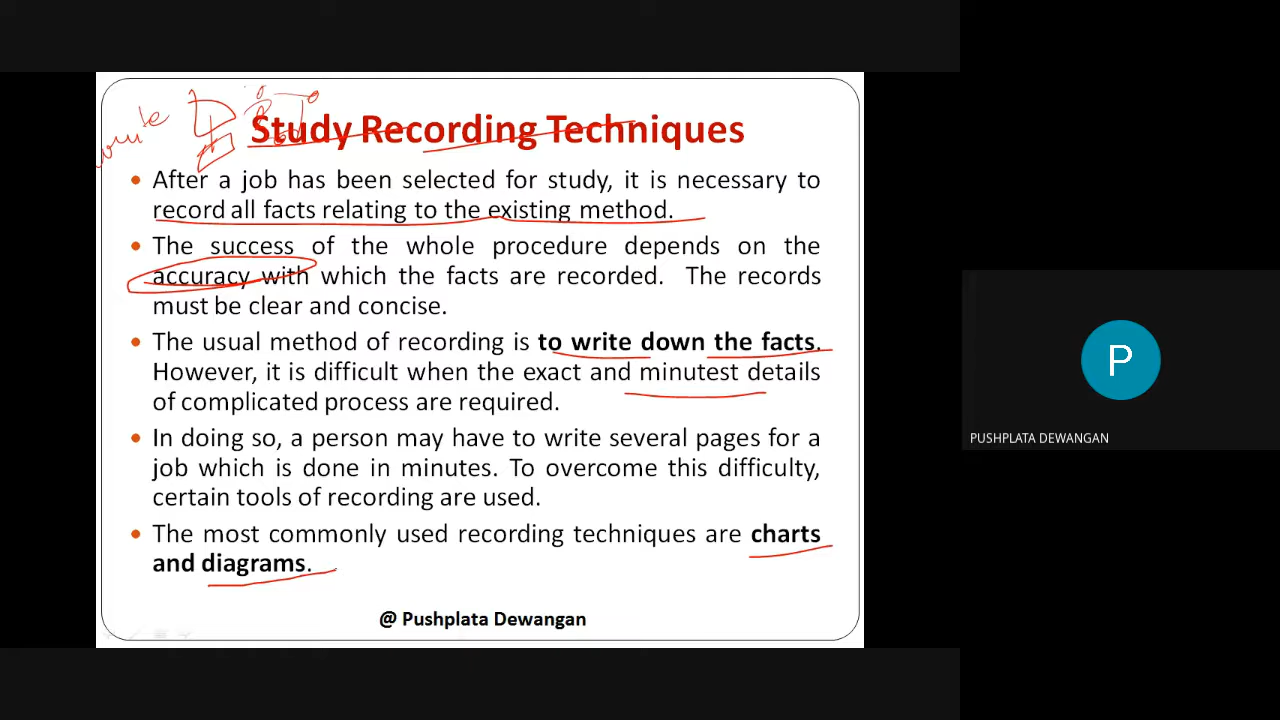 Study Recording Techniques
• After a job has been selected for study, it is necessary to
record all facts relating to the existing method.
• The success of the whole procedure depends on the
accuracy with which the facts are recorded. The records
must be clear and concise.
• The usual method of recording is to write down the facts.
However, it is difficult when the exact and minutest details
of complicated process are required.
• In doing so, a person may have to write several pages for a
job which is done in minutes. To overcome this difficulty,
certain tools of recording are used.
• The most commonly used recording techniques are charts
and diagrams.
@ Pushplata Dewangan
P
PUSHPLATA DEWANGAN